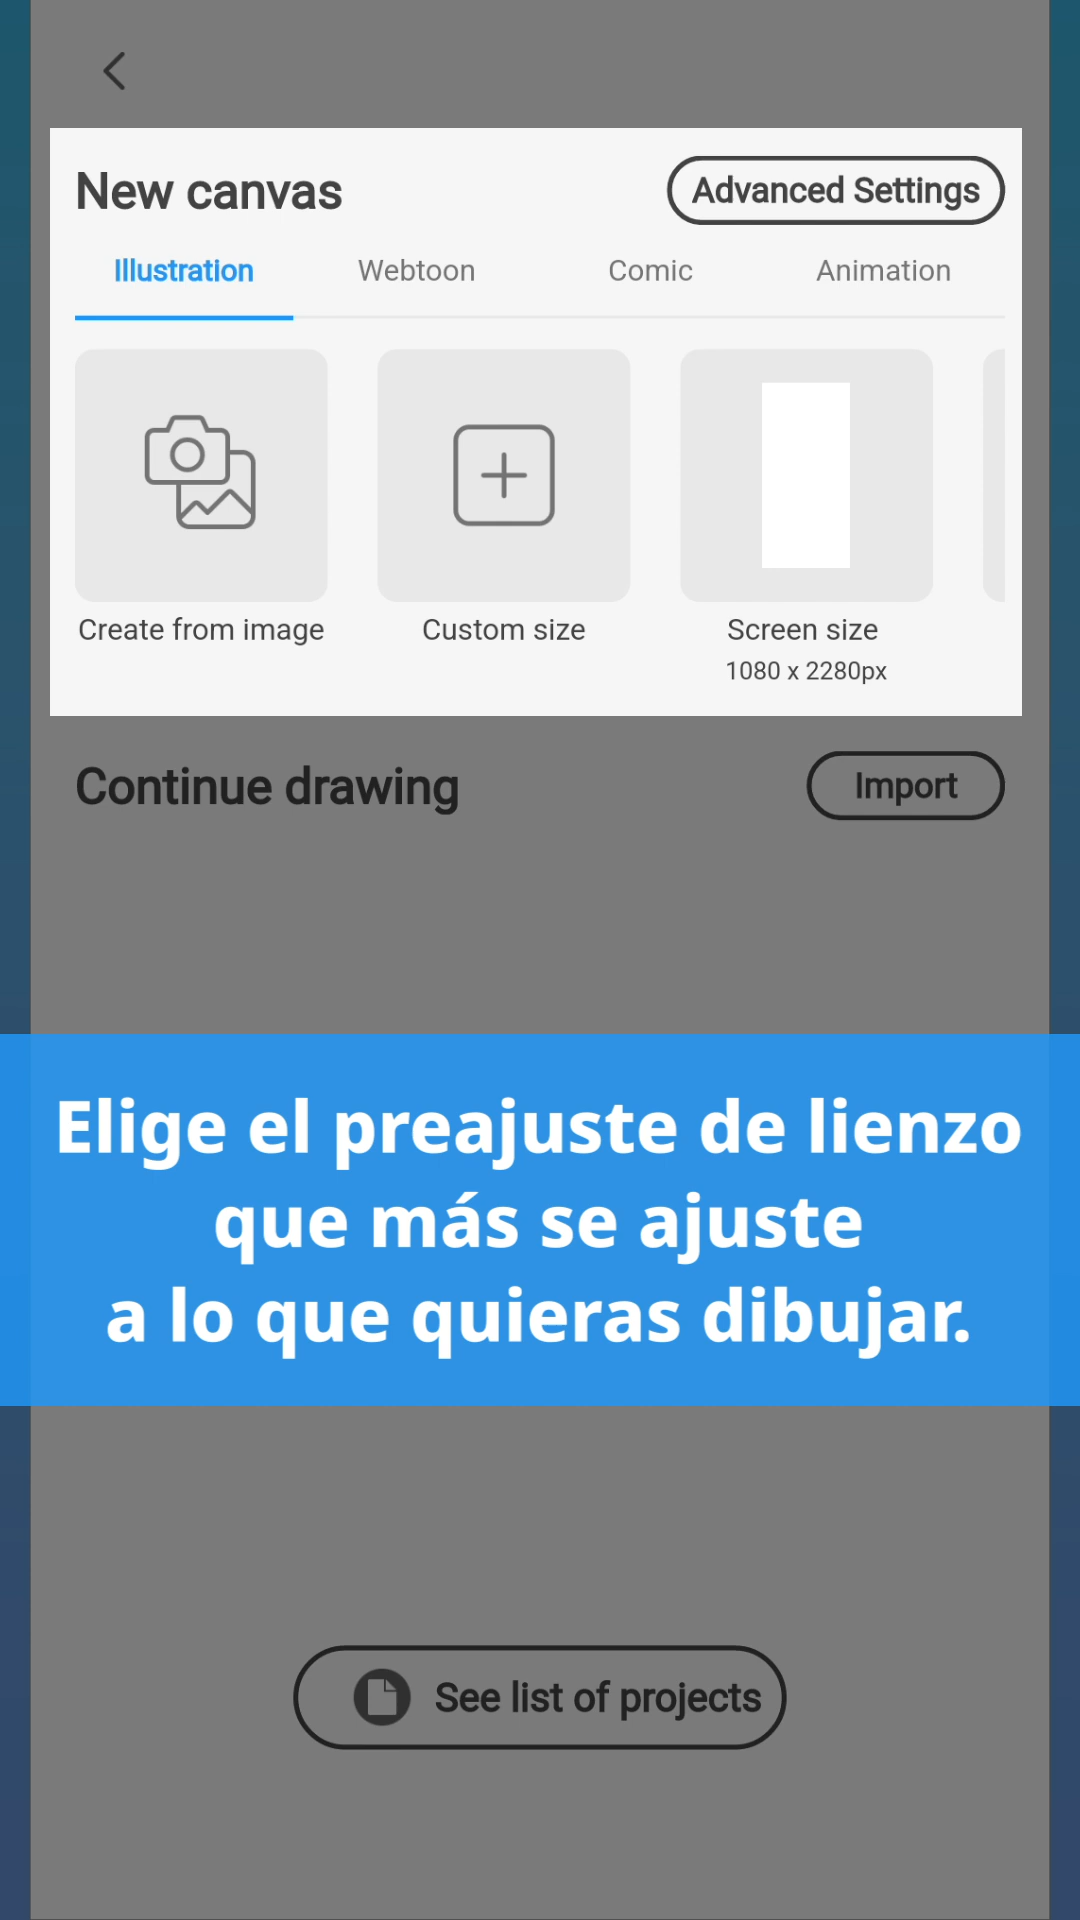 New canvas
Advanced Settings
Illustration
Webtoon
Comic
Animation
Create from image
Custom size
Screen size
1080 x 2280px
Continue drawing
Import
Elige el preajuste de lienzo
que más se ajuste
a lo que quieras dibujar.
See list of projects